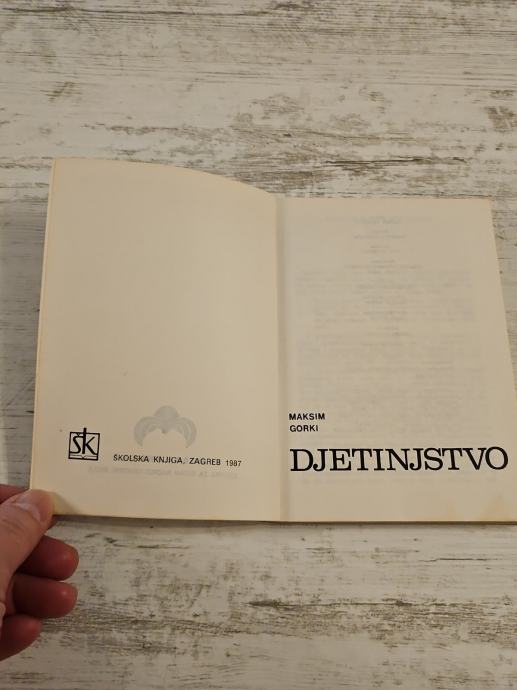 šk
ŠKOLSKA KNJIGA, ZAGREB 1987
MAKSIM
GORKI
DJETINJSTVO